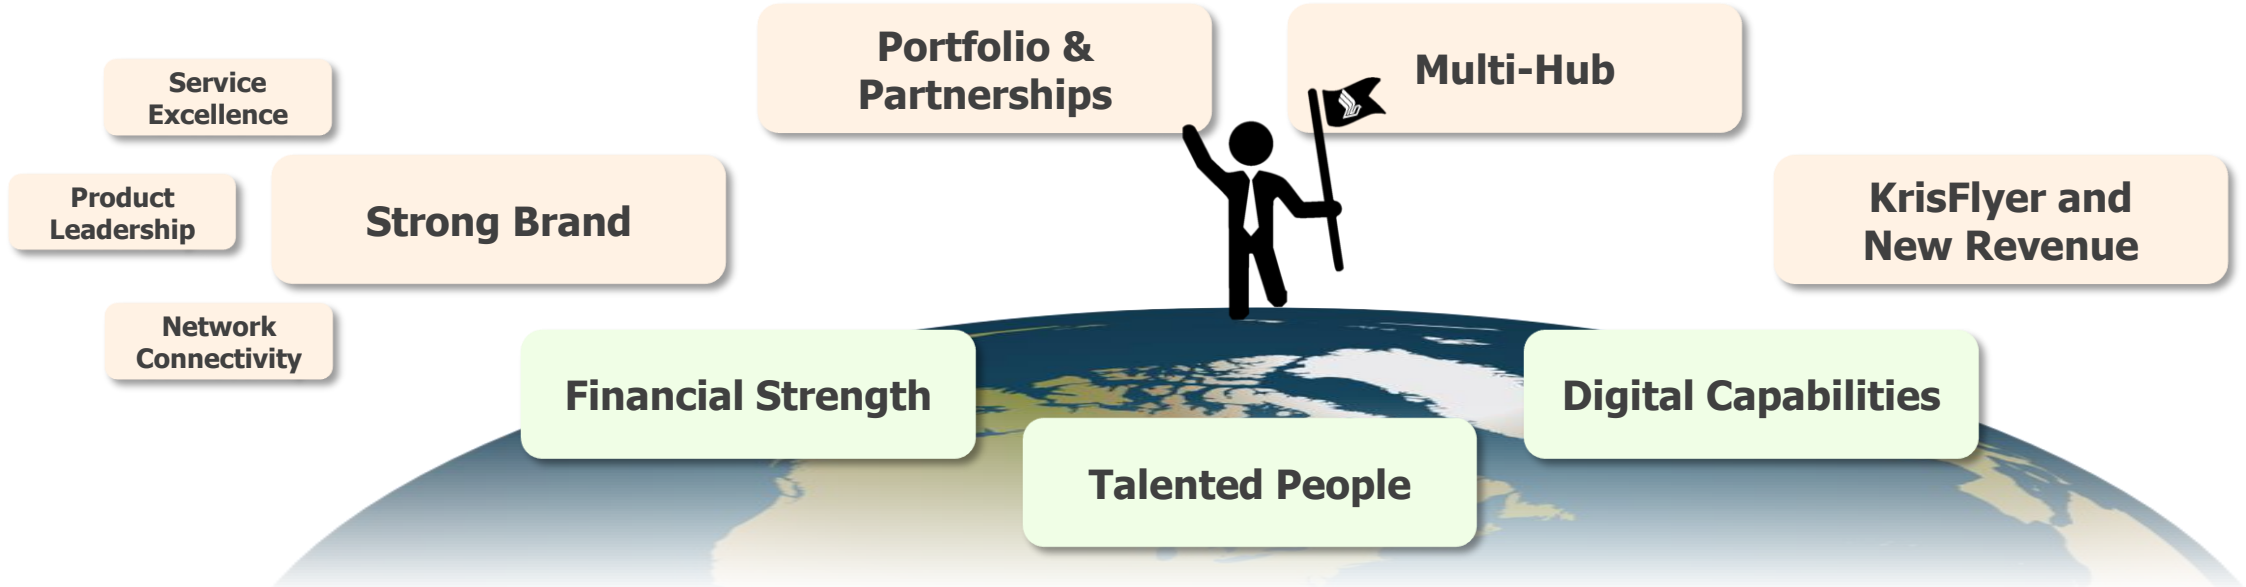 Portfolio &
Partnerships
Multi-Hub
Service
Excellence
Product
Leadership
Strong Brand
KrisFlyer and
New Revenue
Network
Connectivity
Financial Strength
Digital Capabilities
Talented People